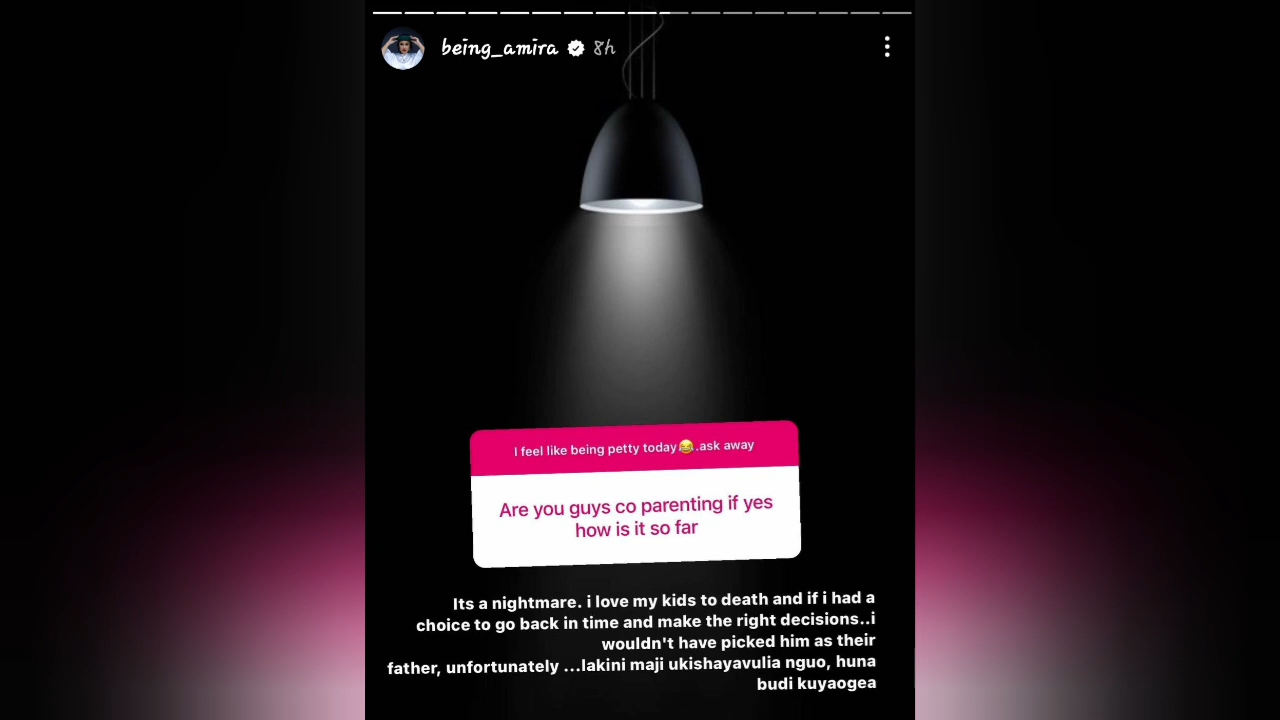 being_amira 8h
I feel like being petty today😂.ask away
Are you guys co parenting if yes
how is it so far
Its a nightmare. i love my kids to death and if i had a
choice to go back in time and make the right decisions..i
wouldn't have picked him as their
father, unfortunately ...lakini maji ukishayavulia nguo, huna
budi kuyaogea